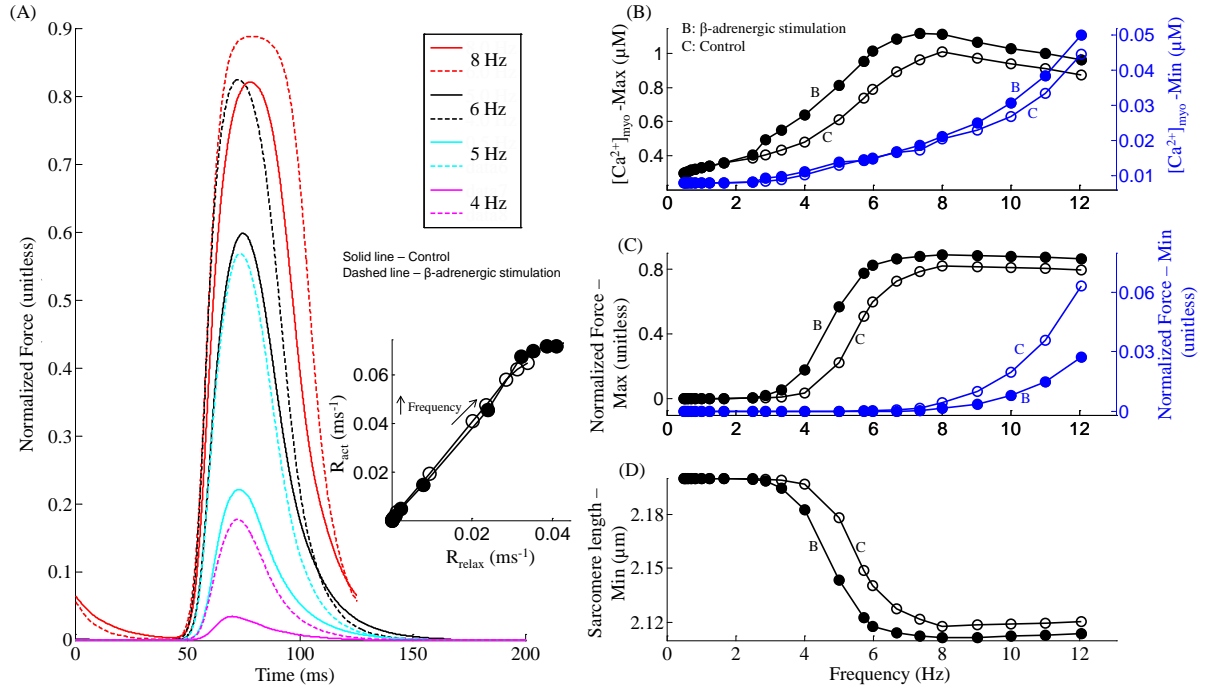 (A)
0.9
0.8
0.7
0.6
0.5
0.4
0.3
0.2
0.1
0
Normalized Force (unitless)
0
50
100
150
200
Time (ms)
8 Hz
6 Hz
5 Hz
4 Hz
Solid line – Control
Dashed line – β-adrenergic stimulation
0.06
0.04
0.02
R_act (ms⁻¹)
Frequency
0.02
0.04
R_relax (ms⁻¹)
(B)
B: β-adrenergic stimulation
C: Control
1
0.8
0.6
0.4
[Ca²⁺]myo -Max (µM)
B
C
B
C
0.05
0.04
0.03
0.02
0.01
[Ca²⁺]myo -Min (µM)
0 2 4 6 8 10 12
(C)
0.8
0.4
0
Normalized Force –
Max (unitless)
B
C
C
B
0.06
0.03
0
Normalized Force – Min
(unitless)
0 2 4 6 8 10 12
(D)
2.18
2.15
2.12
Sarcomere length –
Min (µm)
B
C
0 2 4 6 8 10 12
Frequency (Hz)